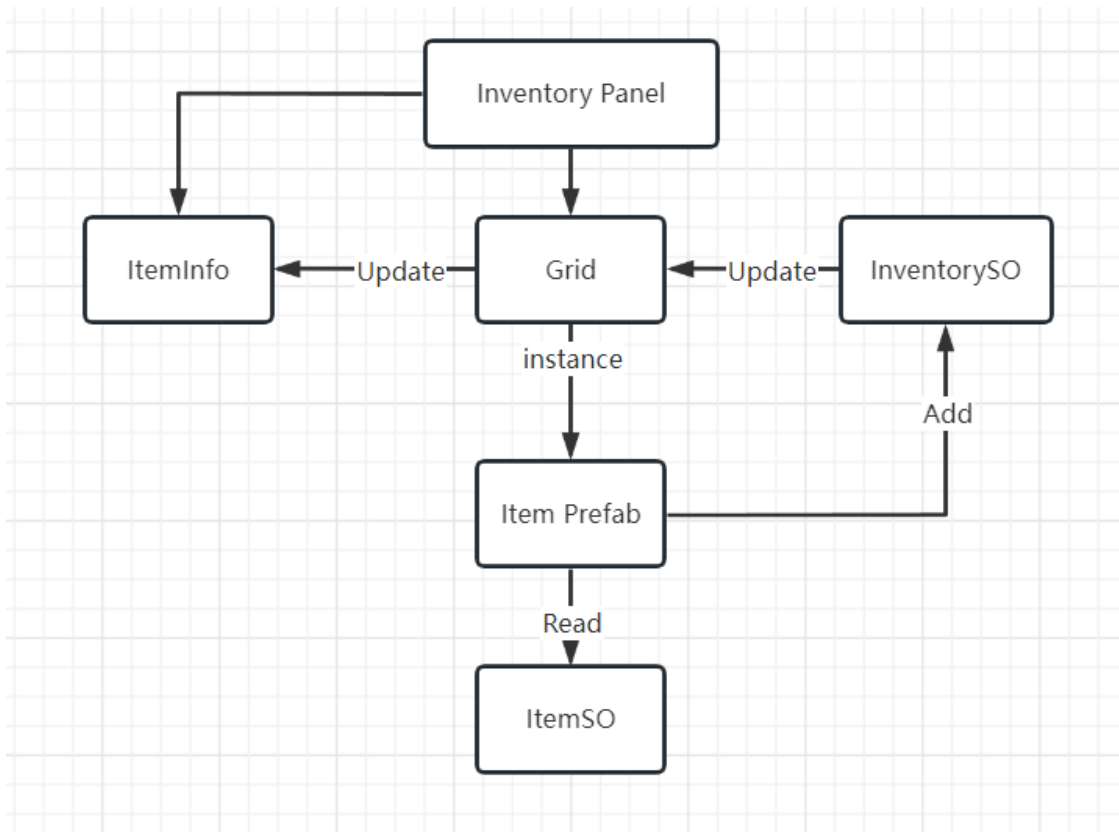 Inventory Panel
ItemInfo
Update
Grid
Update
InventorySO
instance
Add
Item Prefab
Read
ItemSO